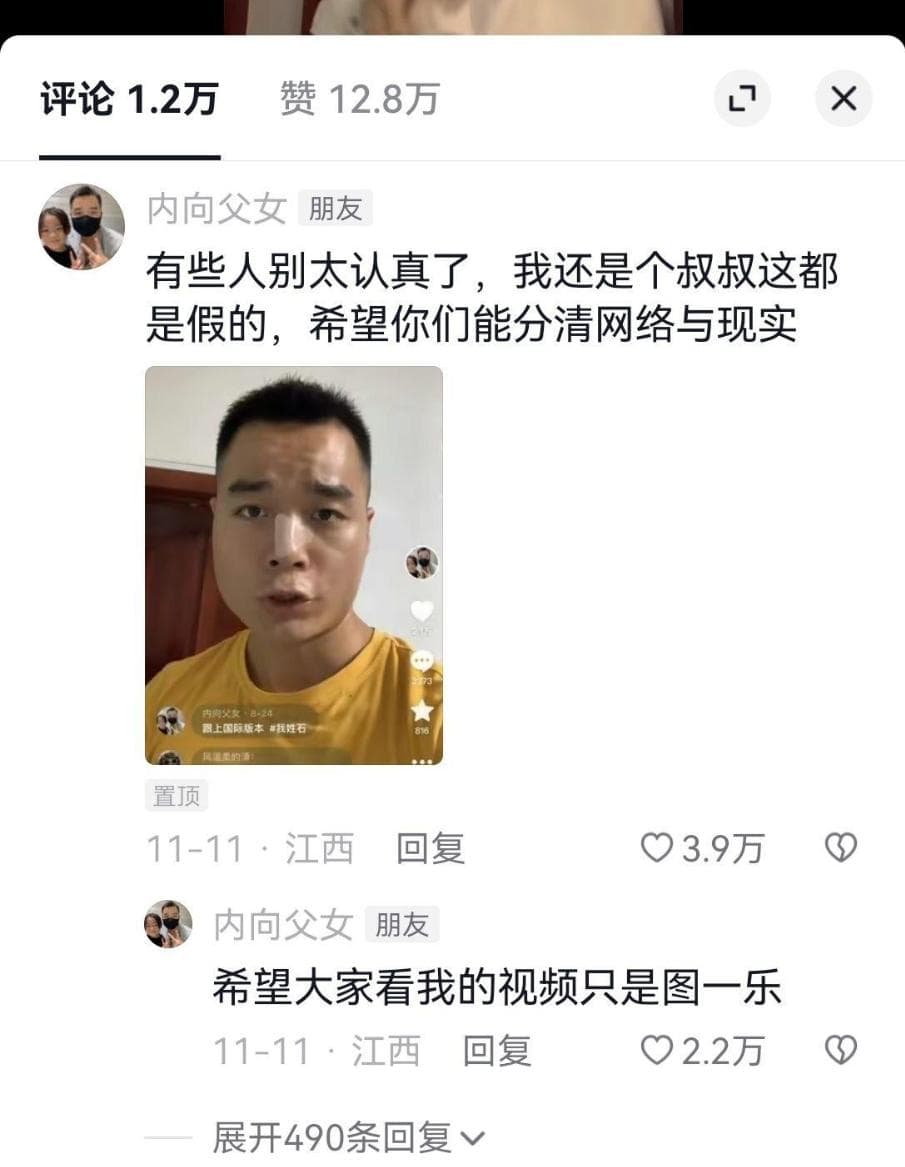 评论 1.2万
赞 12.8万
内向父女 朋友
有些人别太认真了，我还是个叔叔这都
是假的，希望你们能分清网络与现实
内向父女 · 8-24
跟上国际版本 #我姓石
816
置顶
11-11 · 江西 回复 3.9万
内向父女 朋友
希望大家看我的视频只是图一乐
11-11 · 江西 回复 2.2万
展开490条回复